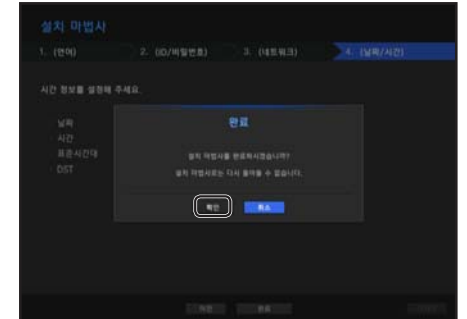 설치 마법사
1. (언어)
2. (ID/비밀번호)
3. (네트워크)
4. (날짜/시간)
시간 정보를 설정해 주세요.
날짜
시간
표준시간대
DST
완료
설치 마법사를 완료하시겠습니까?
설치 마법사로는 다시 돌아올 수 없습니다.
확인
취소
이전
완료